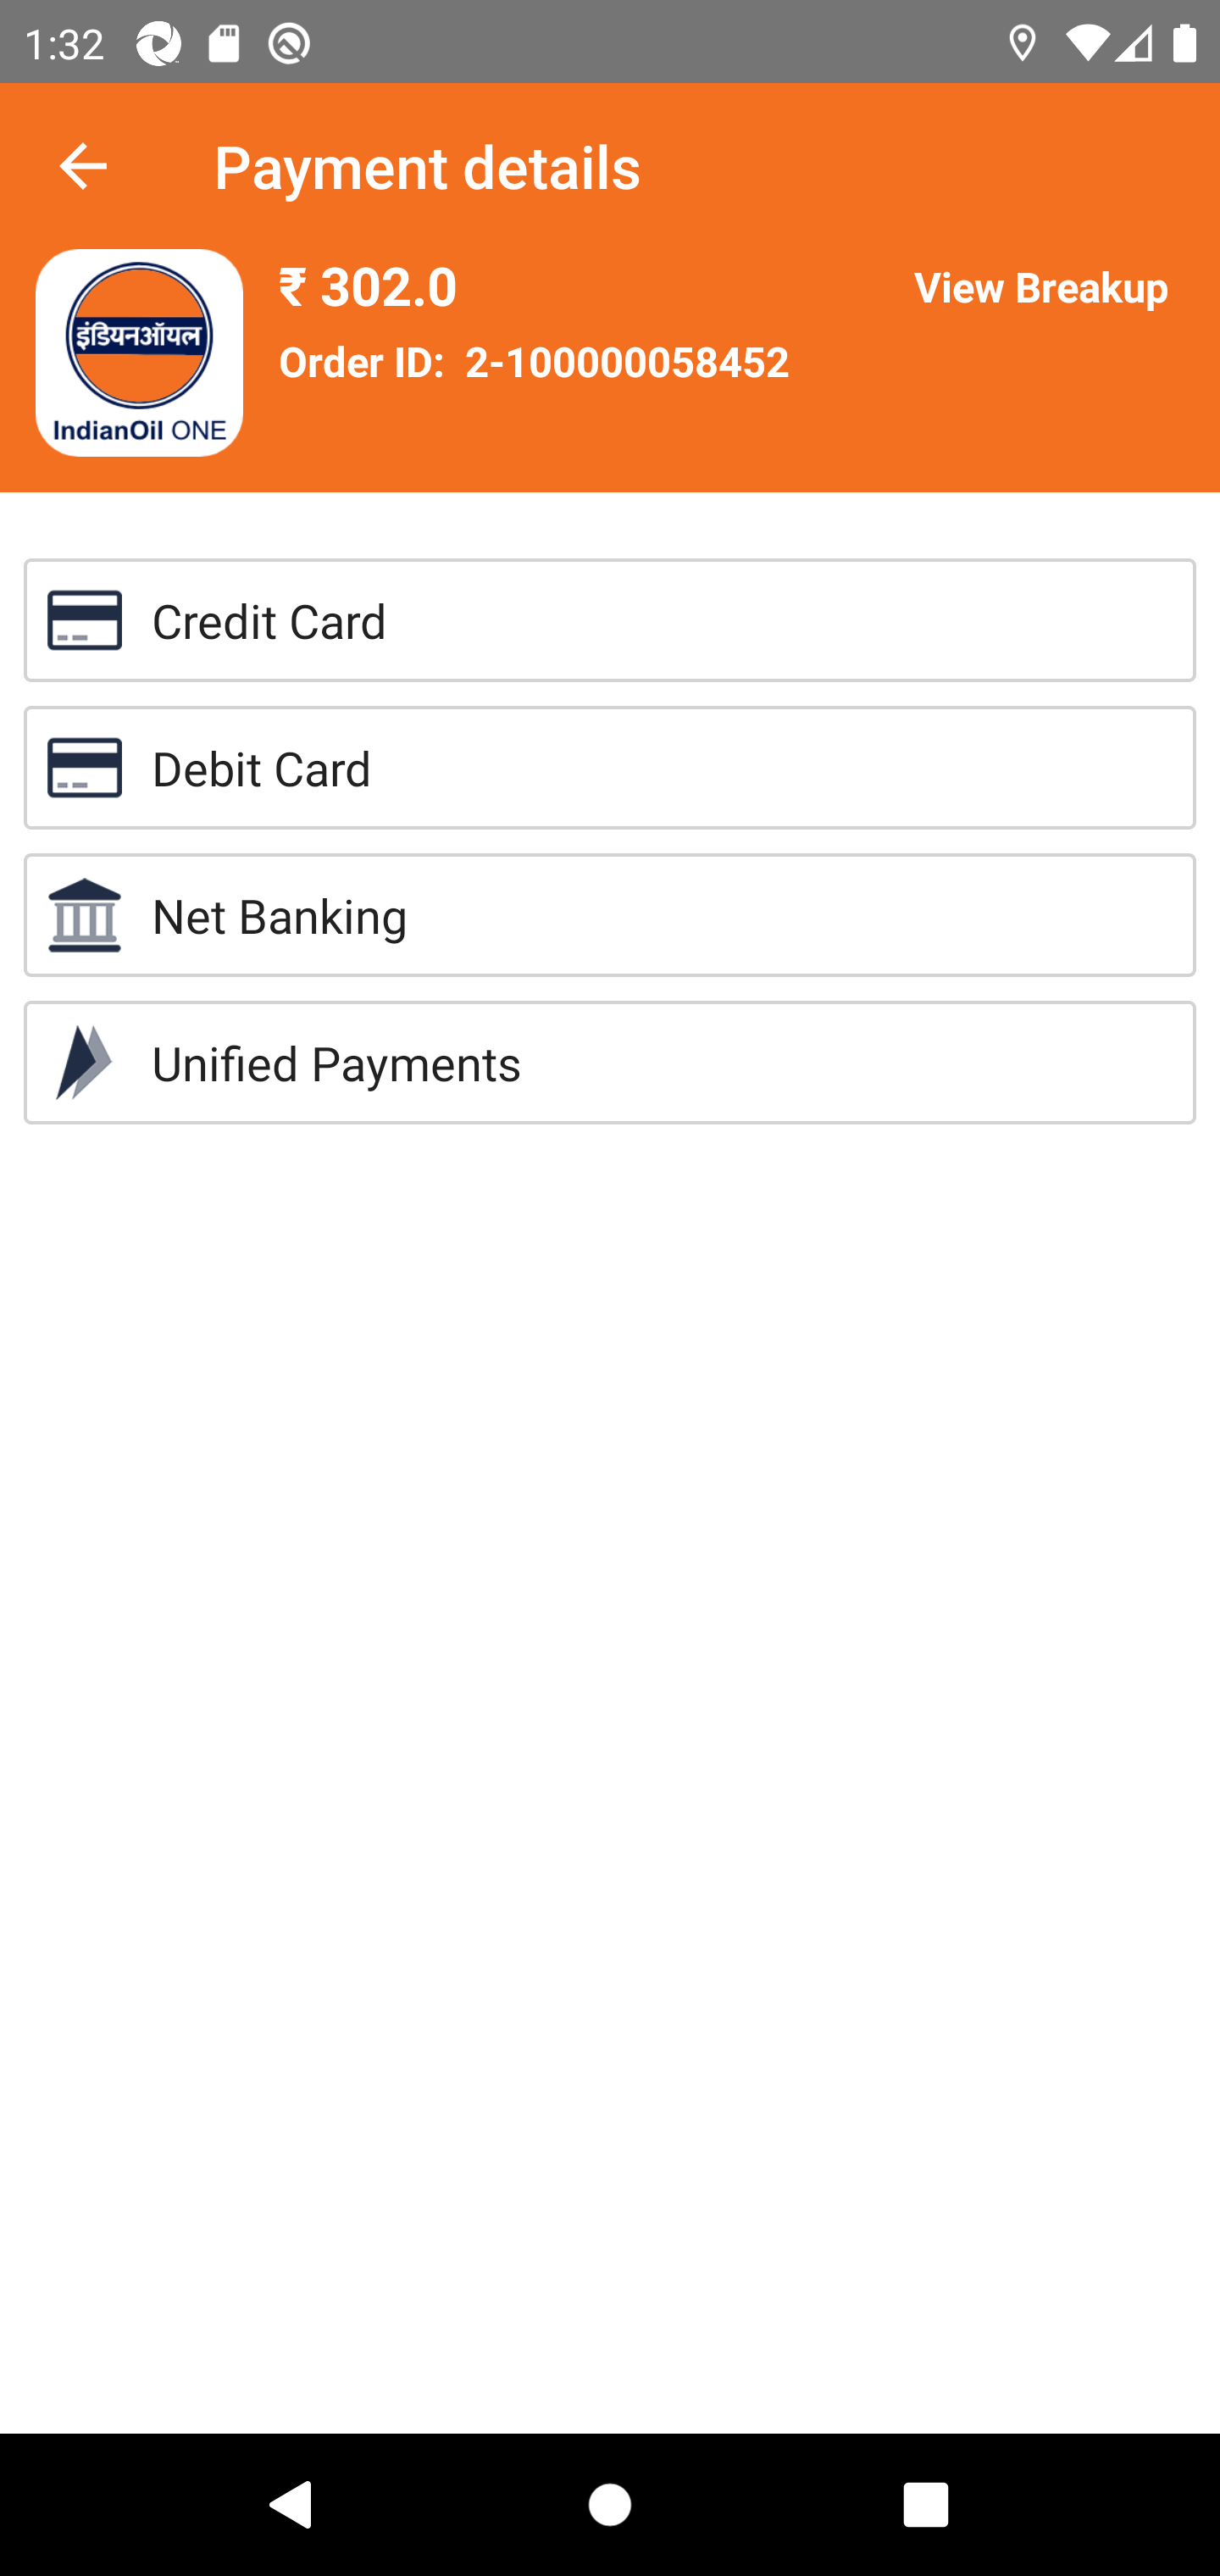 1:32
Payment details
₹ 302.0
View Breakup
Order ID: 2-100000058452
इंडियनऑयल
IndianOil ONE
Credit Card
Debit Card
Net Banking
Unified Payments